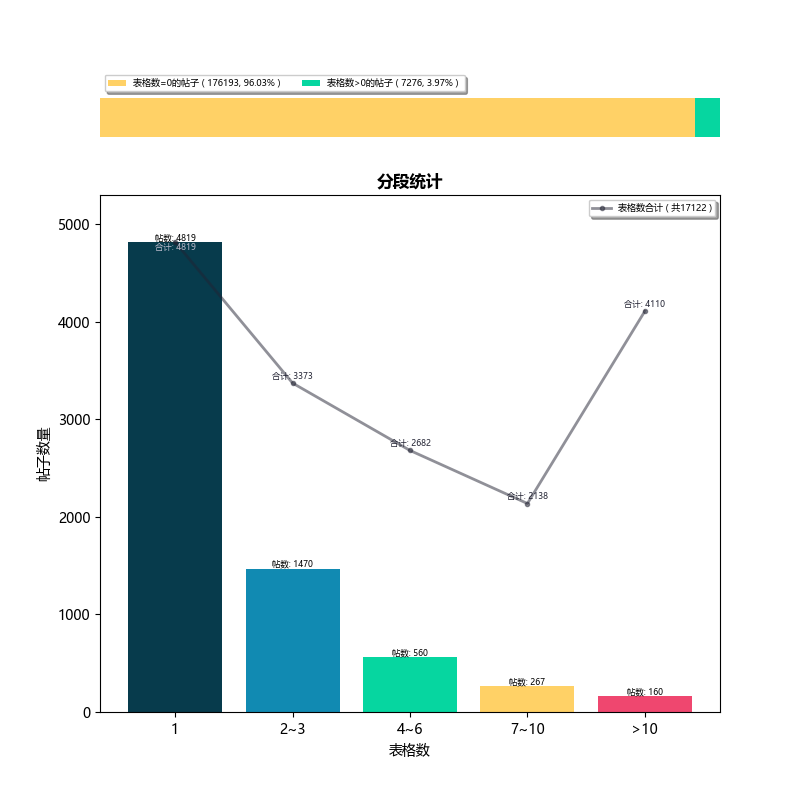 表格数=0的帖子 ( 176193, 96.03% )
表格数>0的帖子 ( 7276, 3.97% )
分段统计
表格数合计 ( 共17122 )
帖子数量
5000
4000
3000
2000
1000
0
帖数: 4819
合计: 4819
合计: 3373
合计: 2682
合计: 2138
合计: 4110
帖数: 1470
帖数: 560
帖数: 267
帖数: 160
1
2~3
4~6
7~10
>10
表格数